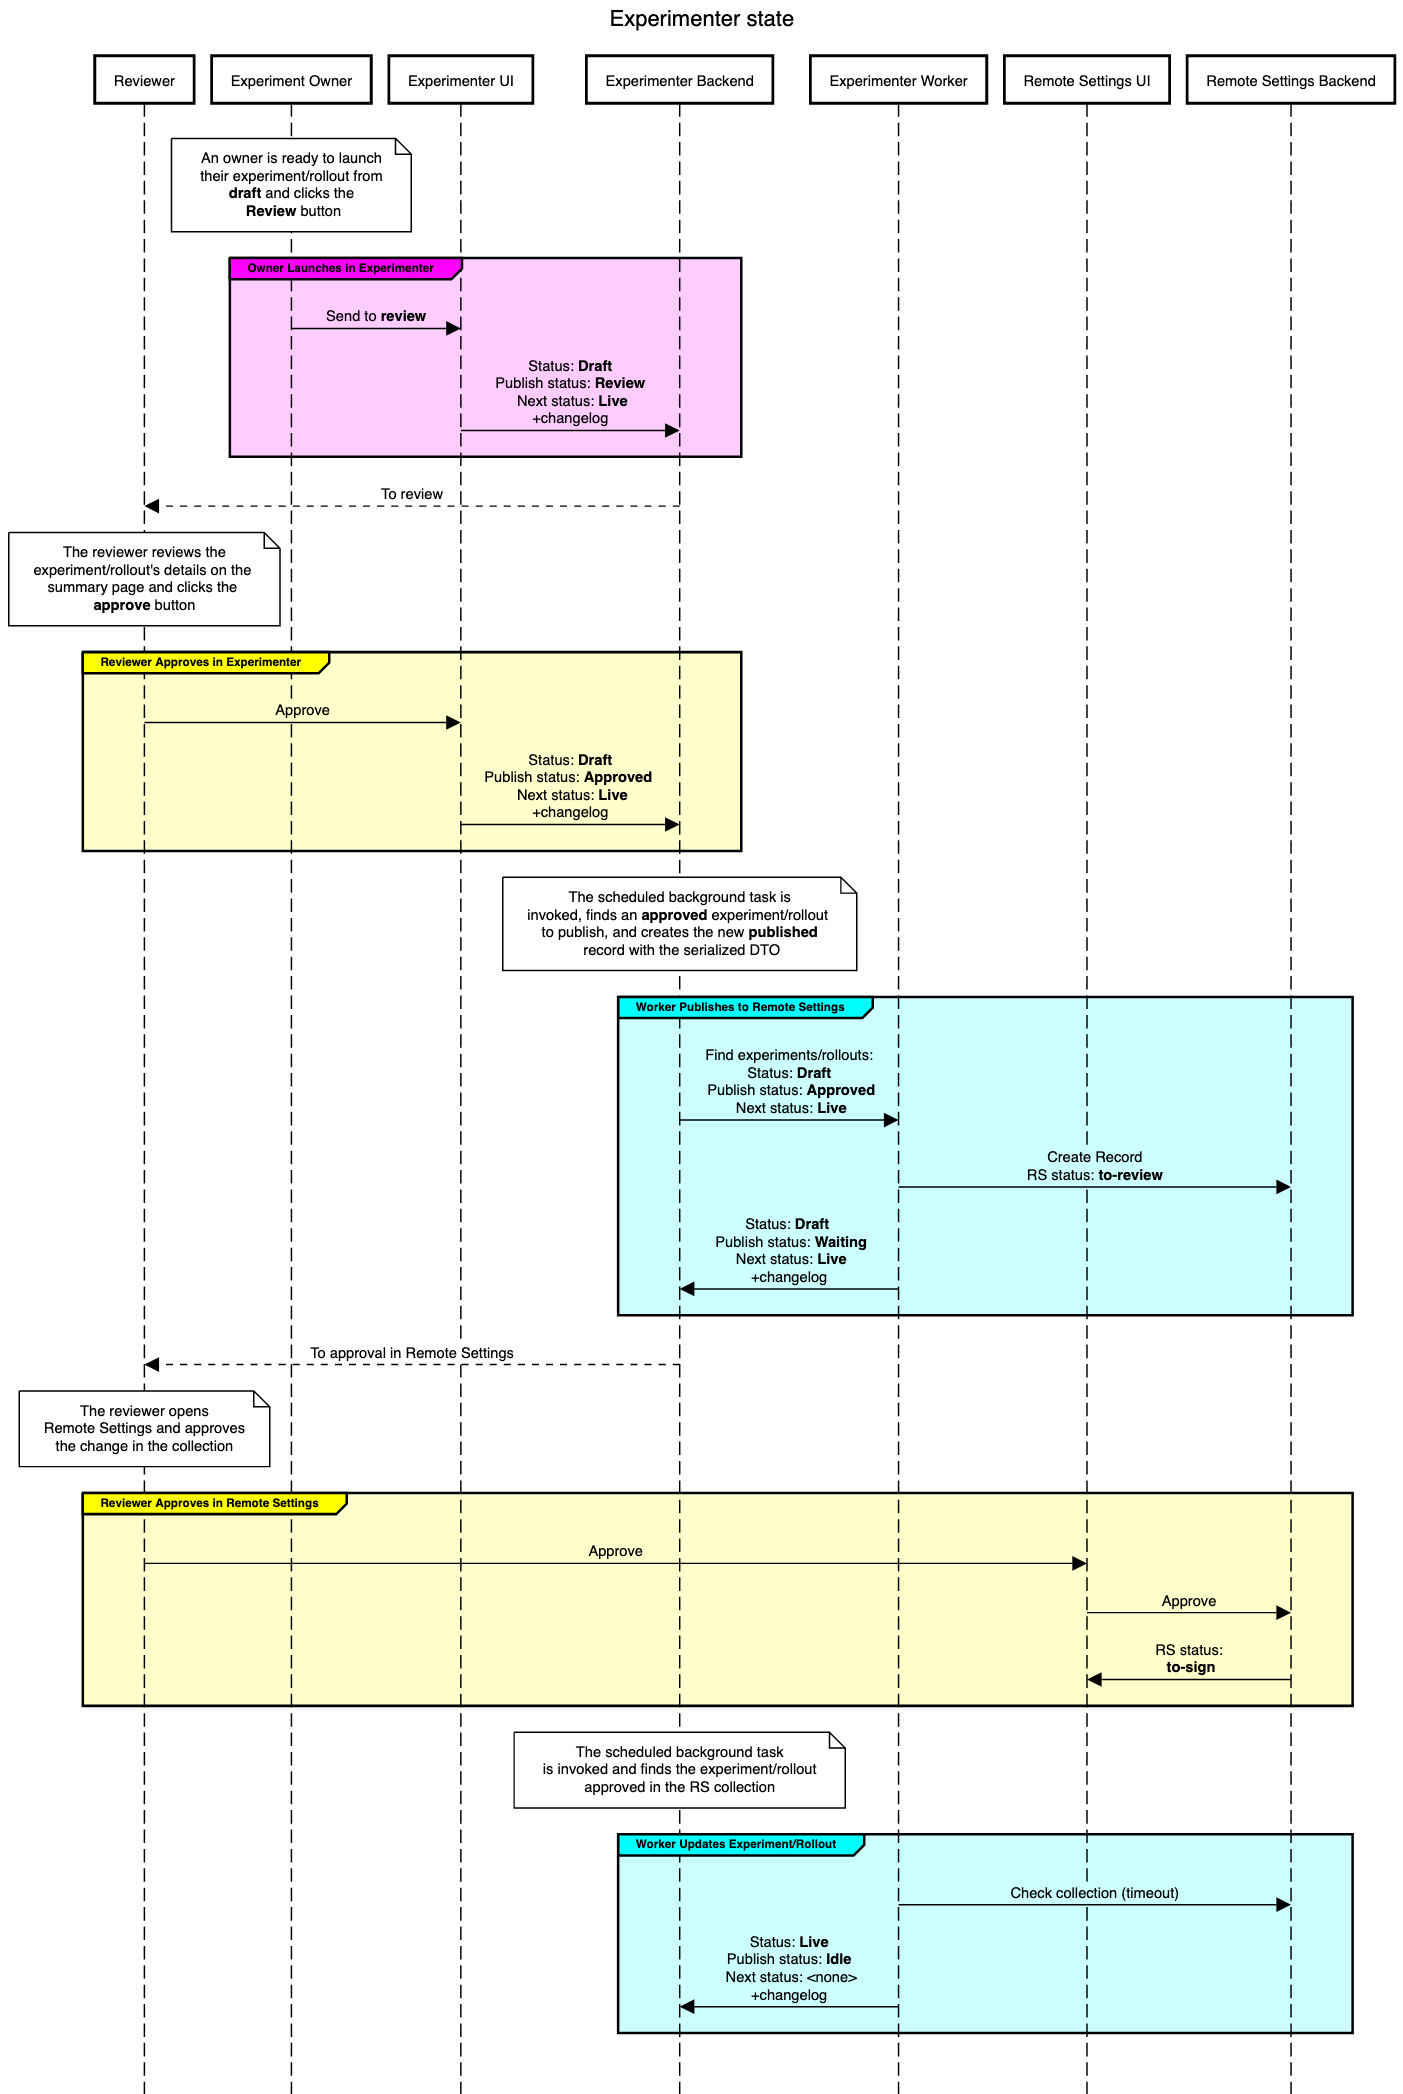 Experimenter state
Reviewer
Experiment Owner
Experimenter UI
Experimenter Backend
Experimenter Worker
Remote Settings UI
Remote Settings Backend
An owner is ready to launch
their experiment/rollout from
draft and clicks the
Review button
Owner Launches in Experimenter
Send to review
Status: Draft
Publish status: Review
Next status: Live
+changelog
To review
The reviewer reviews the
experiment/rollout's details on the
summary page and clicks the
approve button
Reviewer Approves in Experimenter
Approve
Status: Draft
Publish status: Approved
Next status: Live
+changelog
The scheduled background task is
invoked, finds an approved experiment/rollout
to publish, and creates the new published
record with the serialized DTO
Worker Publishes to Remote Settings
Find experiments/rollouts:
Status: Draft
Publish status: Approved
Next status: Live
Create Record
RS status: to-review
Status: Draft
Publish status: Waiting
Next status: Live
+changelog
To approval in Remote Settings
The reviewer opens
Remote Settings and approves
the change in the collection
Reviewer Approves in Remote Settings
Approve
Approve
RS status:
to-sign
The scheduled background task
is invoked and finds the experiment/rollout
approved in the RS collection
Worker Updates Experiment/Rollout
Check collection (timeout)
Status: Live
Publish status: Idle
Next status: <none>
+changelog